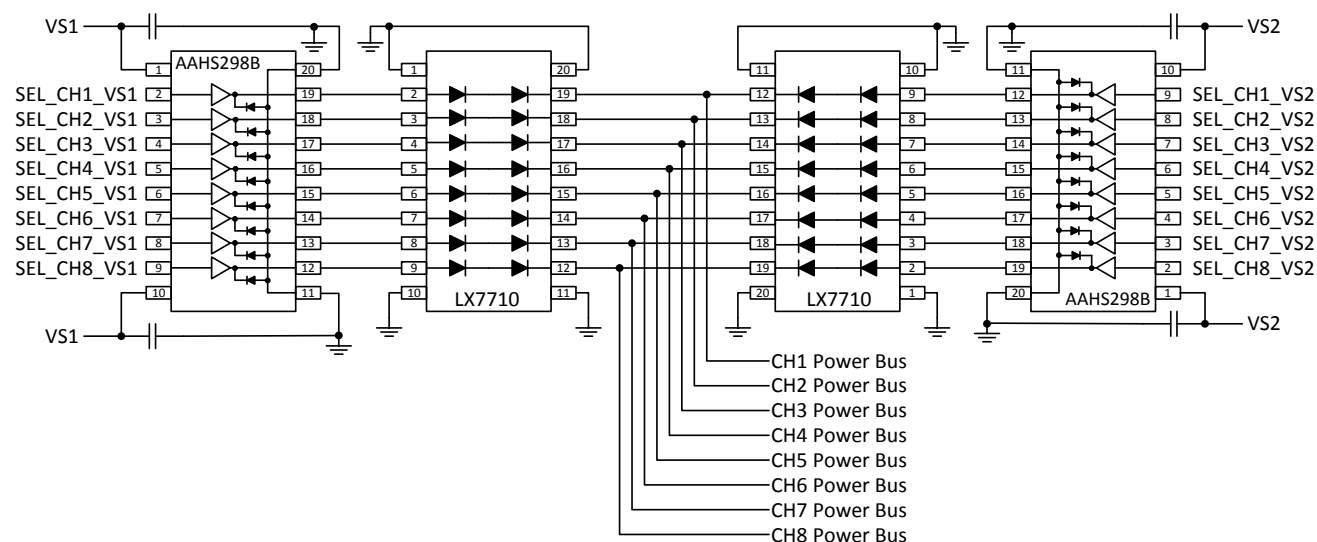 VS1 VS2
AAHS298B
1 20 1 20 11 10 11 10
SEL_CH1_VS1 2 19 2 19 12 9 12 9 SEL_CH1_VS2
SEL_CH2_VS1 3 18 3 18 13 8 13 8 SEL_CH2_VS2
SEL_CH3_VS1 4 17 4 17 14 7 14 7 SEL_CH3_VS2
SEL_CH4_VS1 5 16 5 16 15 6 15 6 SEL_CH4_VS2
SEL_CH5_VS1 6 15 6 15 16 5 16 5 SEL_CH5_VS2
SEL_CH6_VS1 7 14 7 14 17 4 17 4 SEL_CH6_VS2
SEL_CH7_VS1 8 13 8 13 18 3 18 3 SEL_CH7_VS2
SEL_CH8_VS1 9 12 9 12 19 2 19 2 SEL_CH8_VS2
10 11 10 11 20 1 20 1
LX7710 LX7710 AAHS298B
VS1 VS2
CH1 Power Bus
CH2 Power Bus
CH3 Power Bus
CH4 Power Bus
CH5 Power Bus
CH6 Power Bus
CH7 Power Bus
CH8 Power Bus